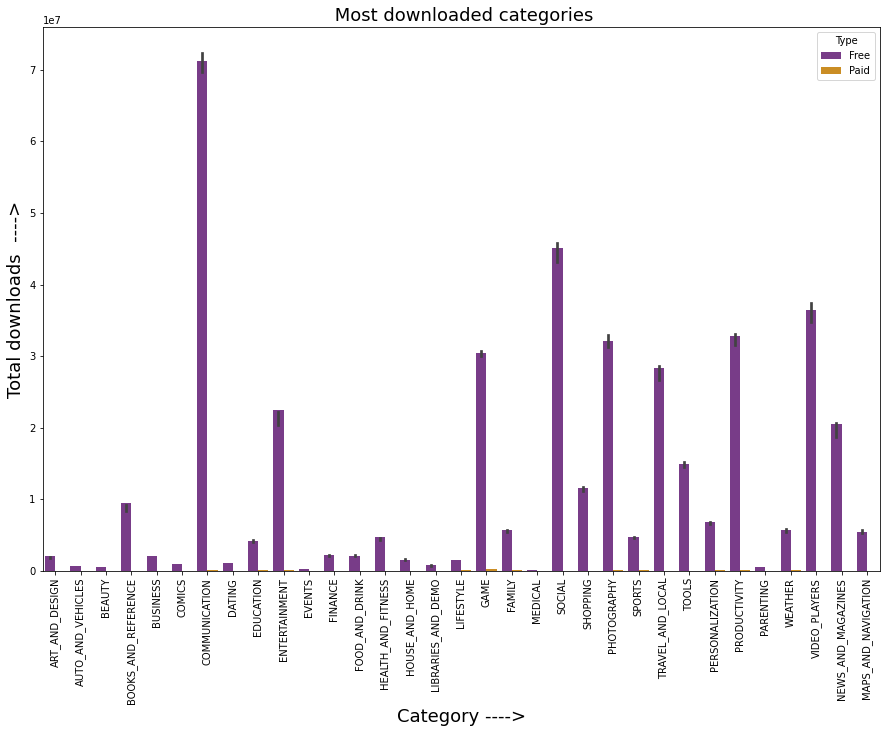 Most downloaded categories
1e7
Type
Free
Paid
7
6
5
4
3
2
1
0
Total downloads ---->
ART_AND_DESIGN
AUTO_AND_VEHICLES
BEAUTY
BOOKS_AND_REFERENCE
BUSINESS
COMICS
COMMUNICATION
DATING
EDUCATION
ENTERTAINMENT
EVENTS
FINANCE
FOOD_AND_DRINK
HEALTH_AND_FITNESS
HOUSE_AND_HOME
LIBRARIES_AND_DEMO
LIFESTYLE
GAME
FAMILY
MEDICAL
SOCIAL
SHOPPING
PHOTOGRAPHY
SPORTS
TRAVEL_AND_LOCAL
TOOLS
PERSONALIZATION
PRODUCTIVITY
PARENTING
WEATHER
VIDEO_PLAYERS
NEWS_AND_MAGAZINES
MAPS_AND_NAVIGATION
Category ---->